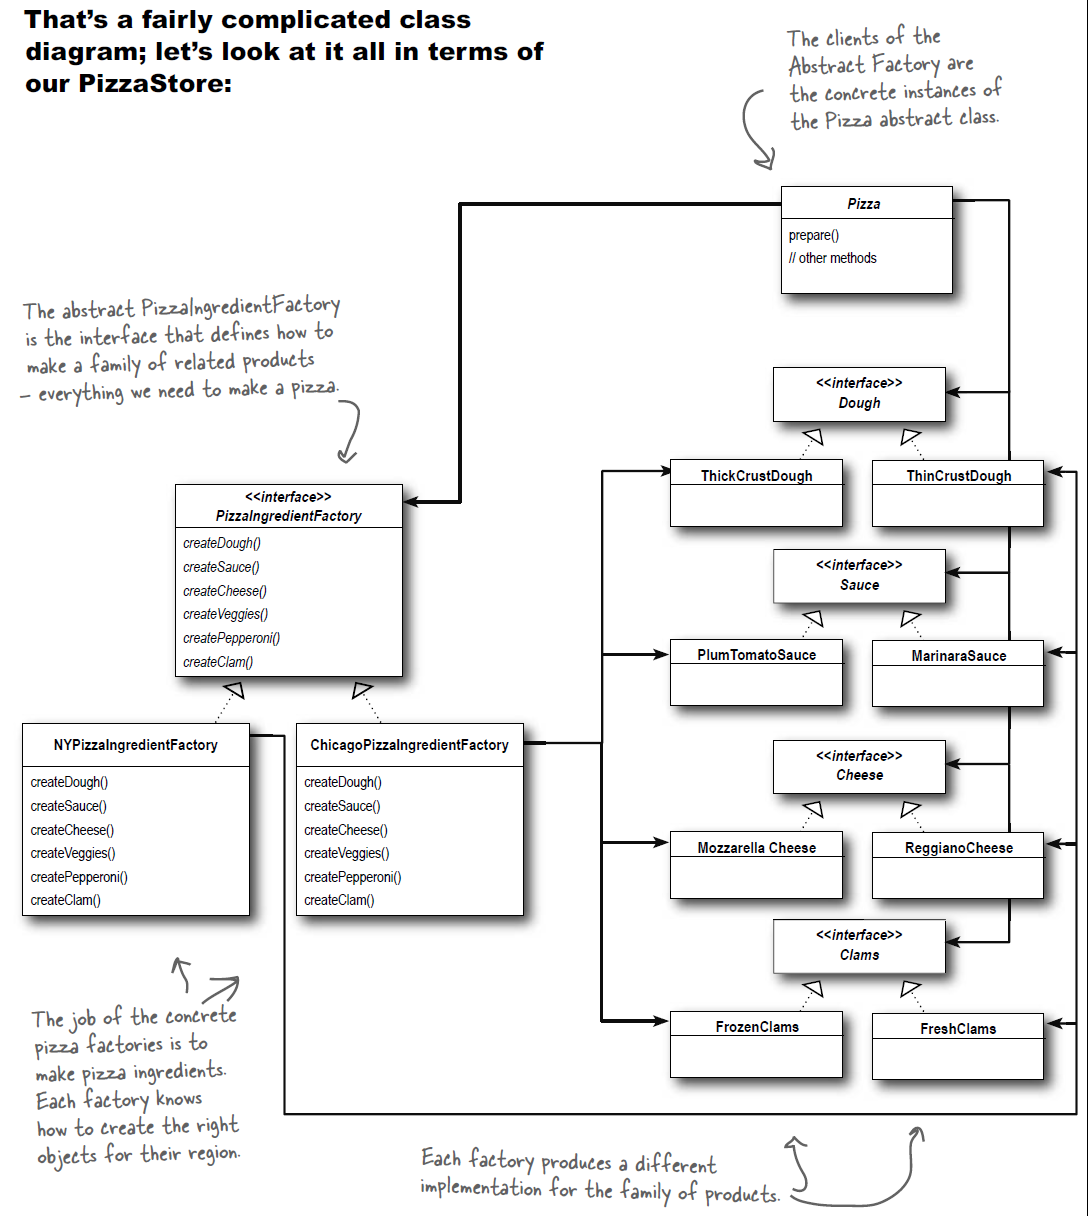 That's a fairly complicated class
diagram; let's look at it all in terms of
our PizzaStore:
The clients of the
Abstract Factory are
the concrete instances of
the Pizza abstract class.
Pizza
prepare()
// other methods
The abstract PizzaIngredientFactory
is the interface that defines how to
make a family of related products
– everything we need to make a pizza.
<<interface>>
Dough
ThickCrustDough
ThinCrustDough
<<interface>>
PizzaIngredientFactory
createDough()
createSauce()
createCheese()
createVeggies()
createPepperoni()
createClam()
<<interface>>
Sauce
PlumTomatoSauce
MarinaraSauce
NYPizzaIngredientFactory
createDough()
createSauce()
createCheese()
createVeggies()
createPepperoni()
createClam()
ChicagoPizzaIngredientFactory
createDough()
createSauce()
createCheese()
createVeggies()
createPepperoni()
createClam()
<<interface>>
Cheese
Mozzarella Cheese
ReggianoCheese
<<interface>>
Clams
FrozenClams
FreshClams
The job of the concrete
pizza factories is to
make pizza ingredients.
Each factory knows
how to create the right
objects for their region.
Each factory produces a different
implementation for the family of products.